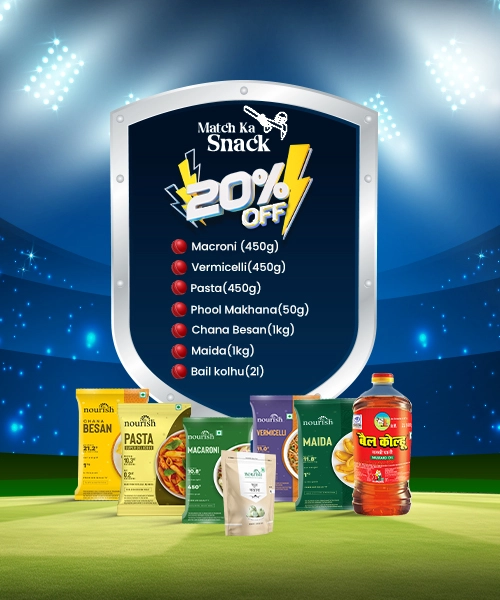 Match Ka
Snack
20%
OFF
Macroni (450g)
Vermicelli(450g)
Pasta(450g)
Phool Makhana(50g)
Chana Besan(1kg)
Maida(1kg)
Bail kolhu(2l)
nourish
CHANA
BESAN
nourish
PASTA
nourish
MACARONI
nourish
VERMICELLI
nourish
MAIDA
बैल कोल्हू